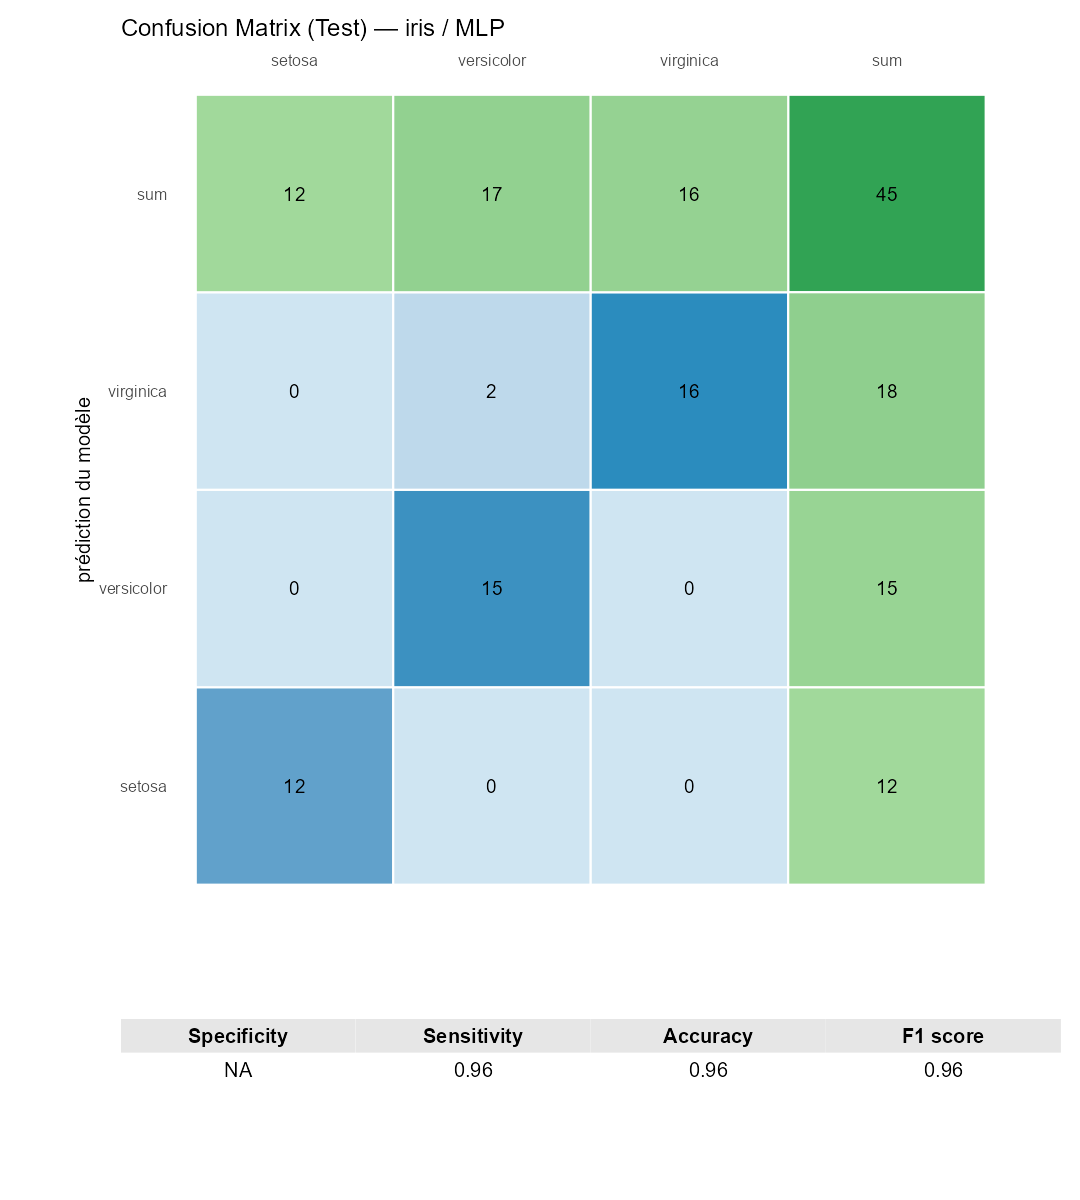 Confusion Matrix (Test) — iris / MLP
setosa versicolor virginica sum
sum 12 17 16 45
virginica 0 2 16 18
prédiction du modèle
versicolor 0 15 0 15
setosa 12 0 0 12
Specificity Sensitivity Accuracy F1 score
NA 0.96 0.96 0.96